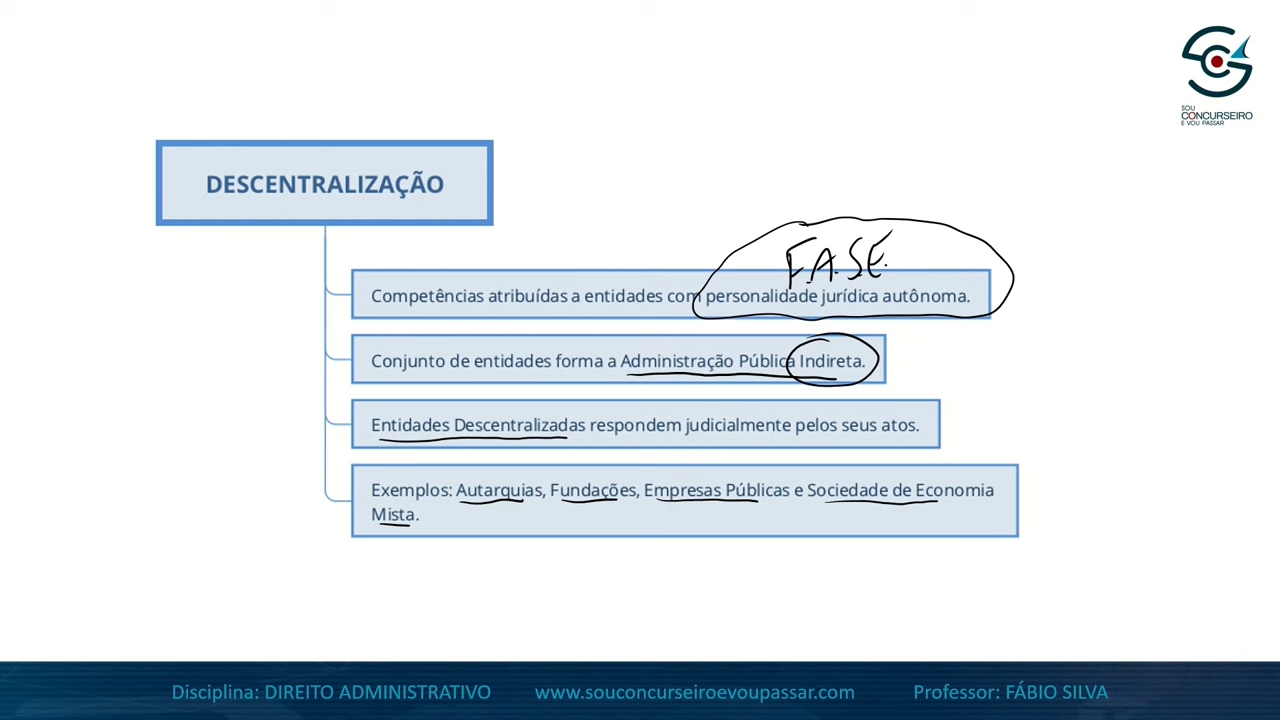 SOU
CONCURSEIRO
E VOU PASSAR
DESCENTRALIZAÇÃO
F.A.S.E.
Competências atribuídas a entidades com personalidade jurídica autônoma.
Conjunto de entidades forma a Administração Pública Indireta.
Entidades Descentralizadas respondem judicialmente pelos seus atos.
Exemplos: Autarquias, Fundações, Empresas Públicas e Sociedade de Economia
Mista.
Disciplina: DIREITO ADMINISTRATIVO www.souconcurseiroevoupassar.com Professor: FÁBIO SILVA